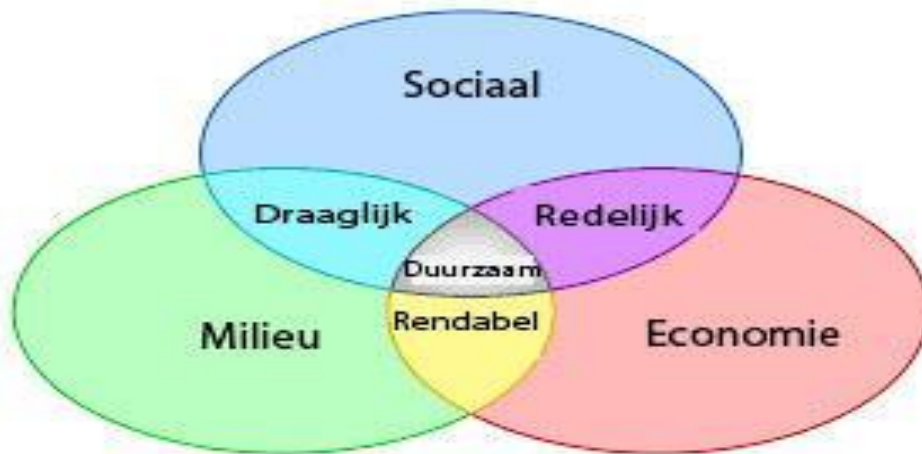 Sociaal
Draaglijk
Redelijk
Duurzaam
Rendabel
Milieu
Economie